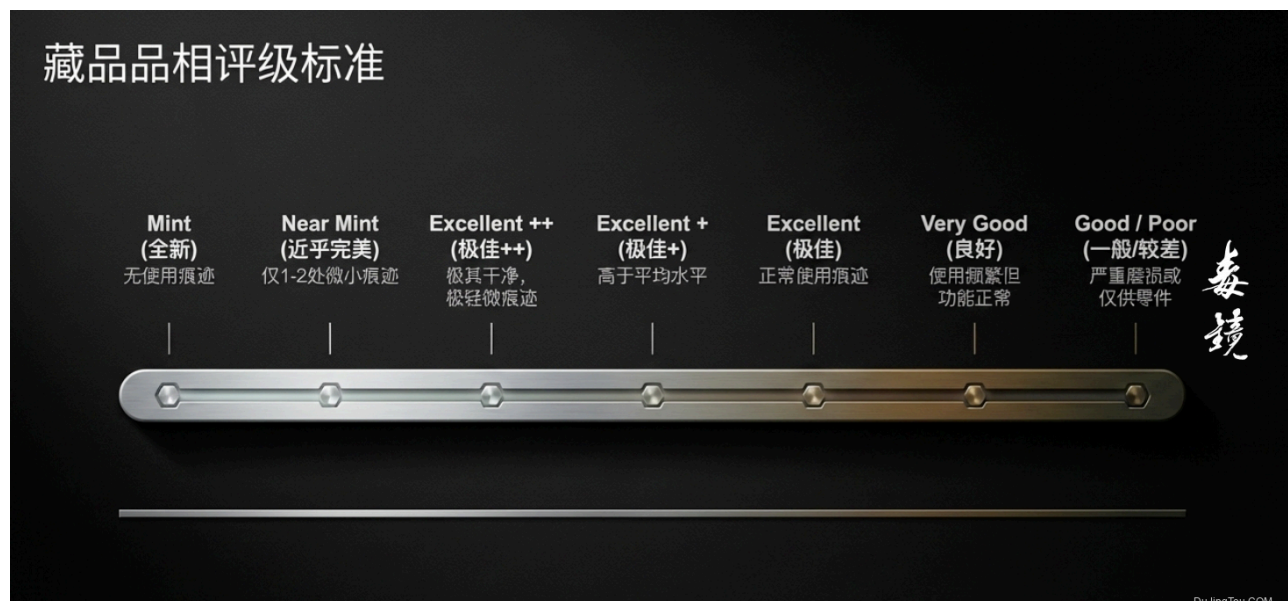 藏品品相评级标准
Mint
(全新)
无使用痕迹
Near Mint
(近乎完美)
仅1-2处微小痕迹
Excellent ++
(极佳++)
极其干净,
极轻微痕迹
Excellent +
(极佳+)
高于平均水平
Excellent
(极佳)
正常使用痕迹
Very Good
(良好)
使用频繁但
功能正常
Good / Poor
(一般/较差)
严重磨损或
仅供零件
毒
镜
DuJingTou.COM